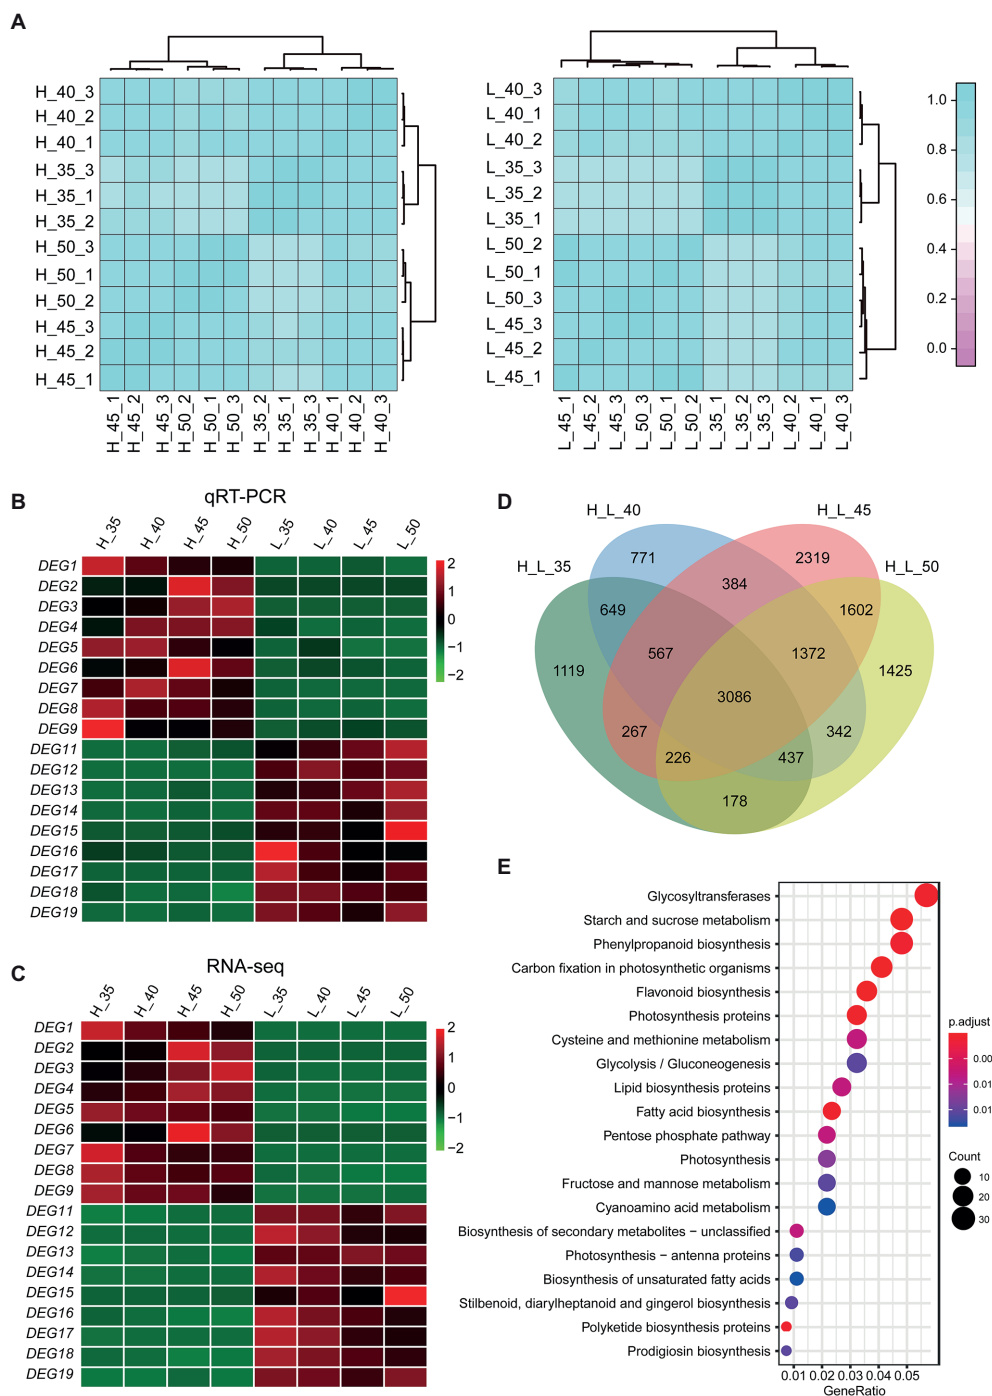 A
H_40_3
H_40_2
H_40_1
H_35_3
H_35_1
H_35_2
H_50_3
H_50_1
H_50_2
H_45_3
H_45_2
H_45_1
H_45_1
H_45_2
H_45_3
H_50_2
H_50_1
H_50_3
H_35_2
H_35_1
H_35_3
H_40_1
H_40_2
H_40_3
L_40_3
L_40_1
L_40_2
L_35_3
L_35_2
L_35_1
L_50_2
L_50_1
L_50_3
L_45_3
L_45_2
L_45_1
L_45_1
L_45_2
L_45_3
L_50_3
L_50_1
L_50_2
L_35_1
L_35_2
L_35_3
L_40_2
L_40_1
L_40_3
1.0
0.8
0.6
0.4
0.2
0.0
B
qRT-PCR
H_35
H_40
H_45
H_50
L_35
L_40
L_45
L_50
DEG1
DEG2
DEG3
DEG4
DEG5
DEG6
DEG7
DEG8
DEG9
DEG11
DEG12
DEG13
DEG14
DEG15
DEG16
DEG17
DEG18
DEG19
2
1
0
−1
−2
C
RNA-seq
H_35
H_40
H_45
H_50
L_35
L_40
L_45
L_50
DEG1
DEG2
DEG3
DEG4
DEG5
DEG6
DEG7
DEG8
DEG9
DEG11
DEG12
DEG13
DEG14
DEG15
DEG16
DEG17
DEG18
DEG19
2
1
0
−1
−2
D
H_L_40
H_L_45
H_L_35
H_L_50
771
2319
384
649
1602
567
1372
1119
1425
3086
267
342
226
437
178
E
Glycosyltransferases
Starch and sucrose metabolism
Phenylpropanoid biosynthesis
Carbon fixation in photosynthetic organisms
Flavonoid biosynthesis
Photosynthesis proteins
Cysteine and methionine metabolism
Glycolysis / Gluconeogenesis
Lipid biosynthesis proteins
Fatty acid biosynthesis
Pentose phosphate pathway
Photosynthesis
Fructose and mannose metabolism
Cyanoamino acid metabolism
Biosynthesis of secondary metabolites − unclassified
Photosynthesis − antenna proteins
Biosynthesis of unsaturated fatty acids
Stilbenoid, diarylheptanoid and gingerol biosynthesis
Polyketide biosynthesis proteins
Prodigiosin biosynthesis
0.01 0.02 0.03 0.04 0.05
GeneRatio
p.adjust
0.00
0.01
0.01
Count
10
20
30